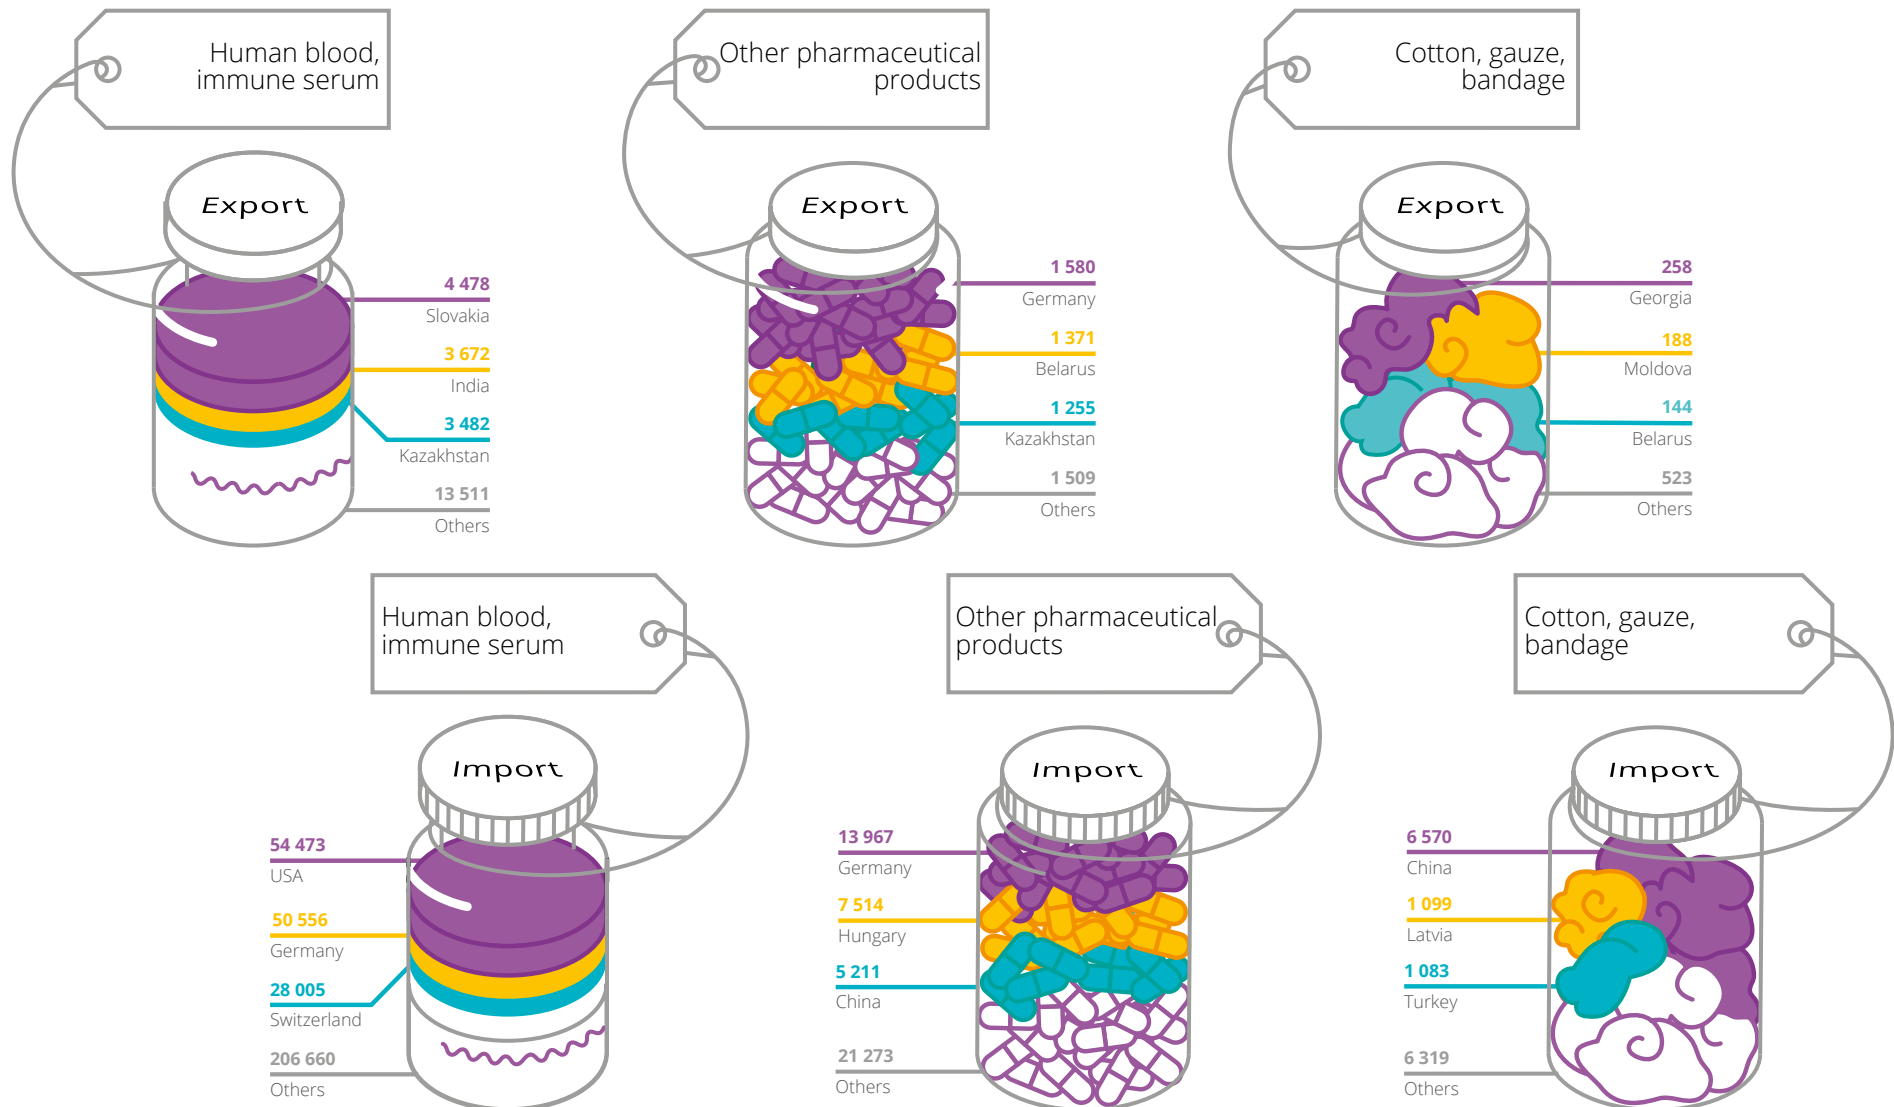 Human blood,
immune serum
Export
4 478
Slovakia
3 672
India
3 482
Kazakhstan
13 511
Others
Other pharmaceutical
products
Export
1 580
Germany
1 371
Belarus
1 255
Kazakhstan
1 509
Others
Cotton, gauze,
bandage
Export
258
Georgia
188
Moldova
144
Belarus
523
Others
Human blood,
immune serum
Import
54 473
USA
50 556
Germany
28 005
Switzerland
206 660
Others
Other pharmaceutical
products
Import
13 967
Germany
7 514
Hungary
5 211
China
21 273
Others
Cotton, gauze,
bandage
Import
6 570
China
1 099
Latvia
1 083
Turkey
6 319
Others